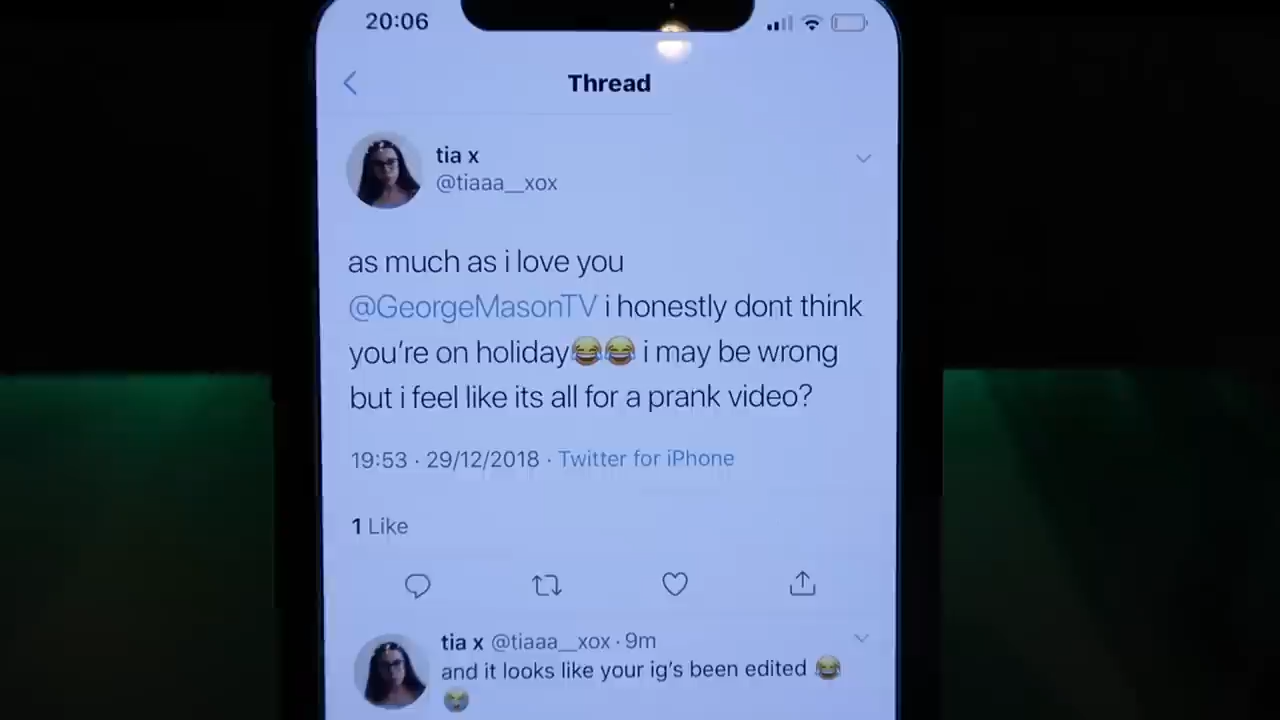 20:06
Thread
tia x
@tiaaa__xox
as much as i love you
@GeorgeMasonTV i honestly dont think
you're on holiday😂😂 i may be wrong
but i feel like its all for a prank video?
19:53 · 29/12/2018 · Twitter for iPhone
1 Like
tia x @tiaaa__xox · 9m
and it looks like your ig's been edited 😂
😭